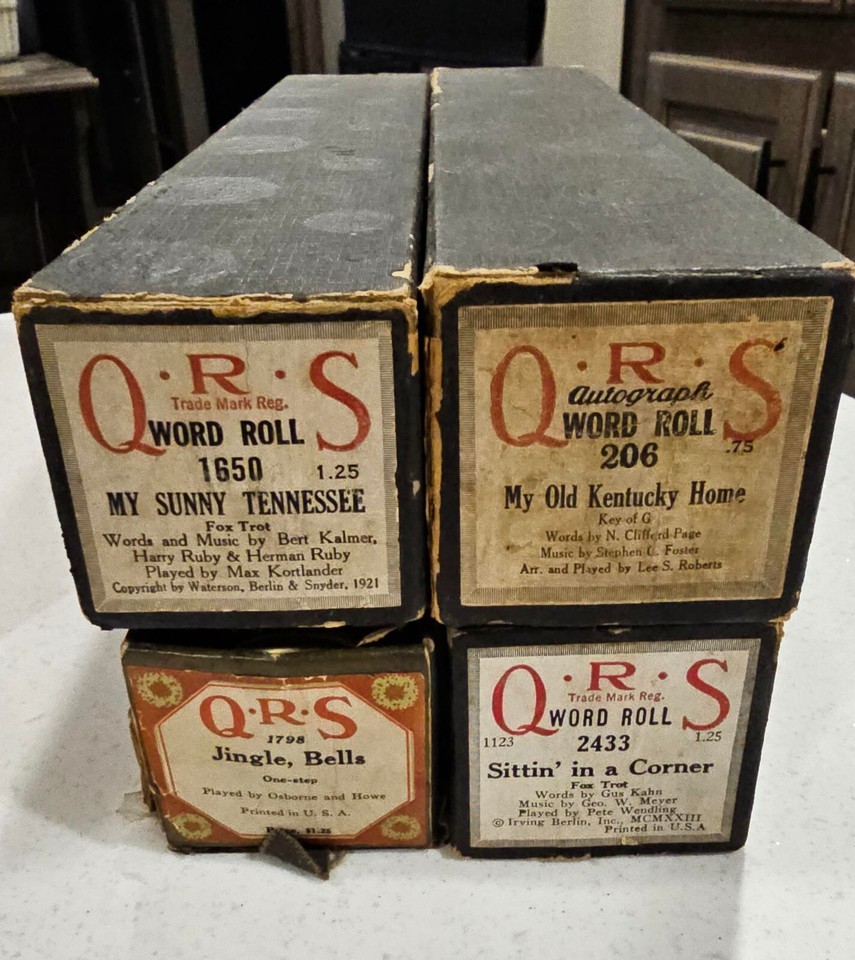 Q·R·S
Trade Mark Reg.
WORD ROLL
1650 1.25
MY SUNNY TENNESSEE
Fox Trot
Words and Music by Bert Kalmer,
Harry Ruby & Herman Ruby
Played by Max Kortlander
Copyright by Waterson, Berlin & Snyder, 1921
Q·R·S
Autograph
WORD ROLL
206 .75
My Old Kentucky Home
Key of G
Words by N. Clifford Page
Music by Stephen C. Foster
Arr. and Played by Lee S. Roberts
Q·R·S
1798
Jingle, Bells
One-step
Played by Osborne and Howe
Printed in U. S. A.
Price, $1.25
Q·R·S
Trade Mark Reg.
WORD ROLL
1123 2433 1.25
Sittin' in a Corner
Fox Trot
Words by Gus Kahn
Music by Geo. W. Meyer
Played by Pete Wendling
© Irving Berlin, Inc., MCMXXIII
Printed in U.S.A